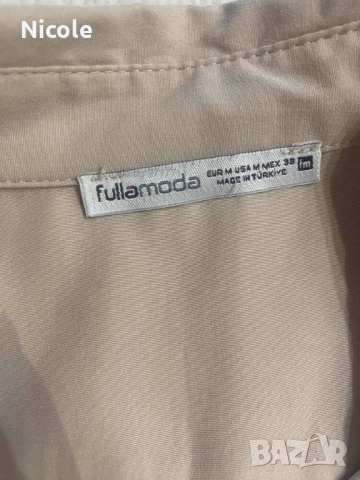 Nicole
fullamoda EUR M USA M MEX 38 fm
MADE IN TÜRKİYE
BAZAR